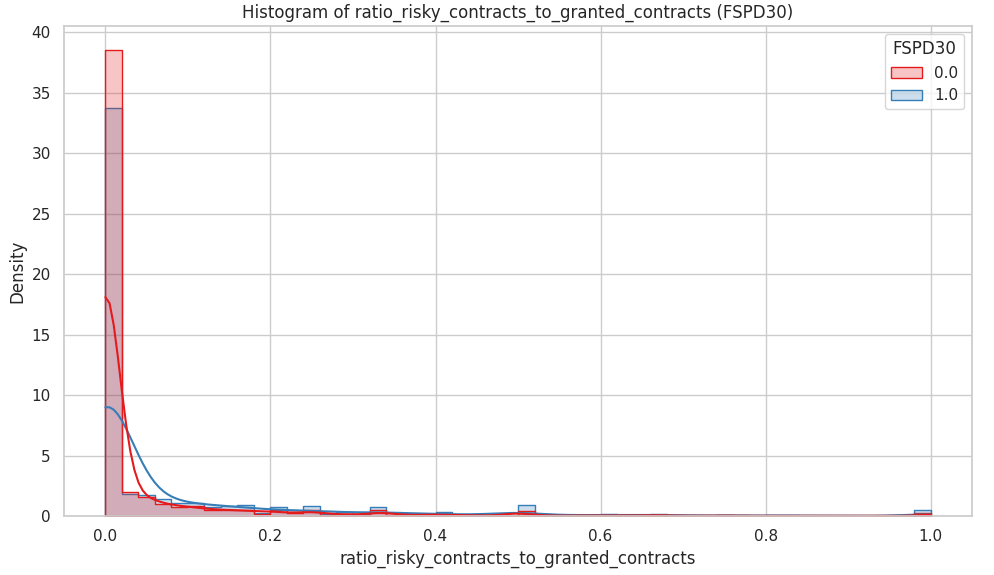 Histogram of ratio_risky_contracts_to_granted_contracts (FSPD30)
FSPD30
0.0
1.0
Density
40
35
30
25
20
15
10
5
0
0.0 0.2 0.4 0.6 0.8 1.0
ratio_risky_contracts_to_granted_contracts